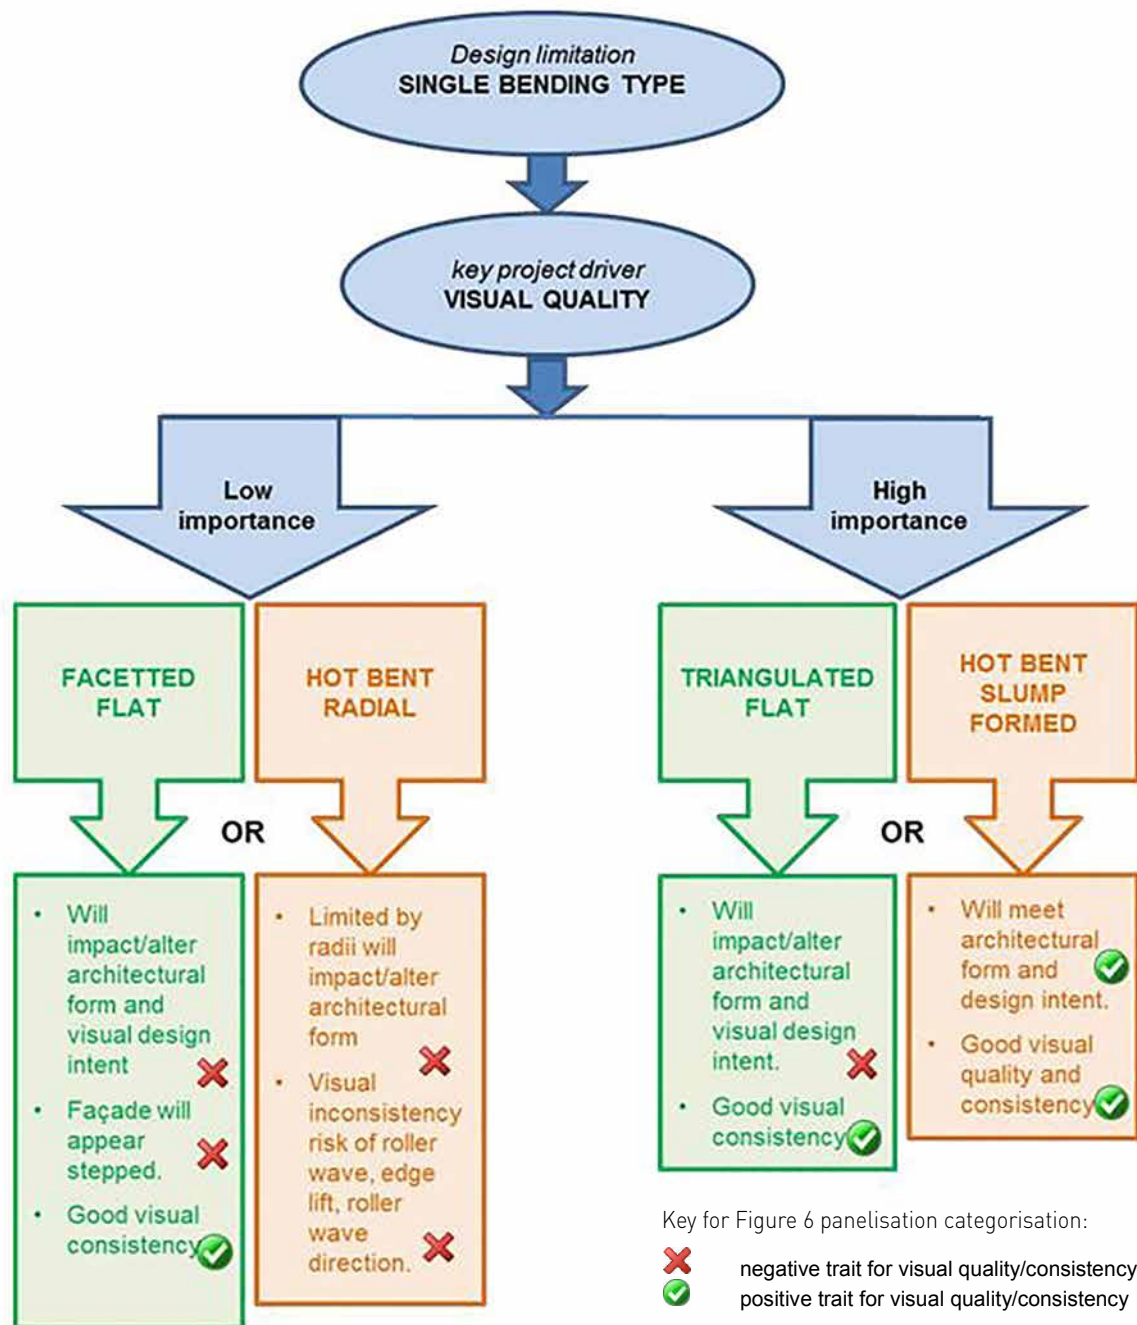 Design limitation
SINGLE BENDING TYPE
key project driver
VISUAL QUALITY
Low
importance
High
importance
FACETTED
FLAT
HOT BENT
RADIAL
TRIANGULATED
FLAT
HOT BENT
SLUMP
FORMED
OR
OR
• Will
impact/alter
architectural
form and
visual design
intent
• Façade will
appear
stepped.
• Good visual
consistency
• Limited by
radii will
impact/alter
architectural
form
• Visual
inconsistency
risk of roller
wave, edge
lift, roller
wave
direction.
• Will
impact/alter
architectural
form and
visual design
intent.
• Good visual
consistency
• Will meet
architectural
form and
design intent.
• Good visual
quality and
consistency
Key for Figure 6 panelisation categorisation:
negative trait for visual quality/consistency
positive trait for visual quality/consistency